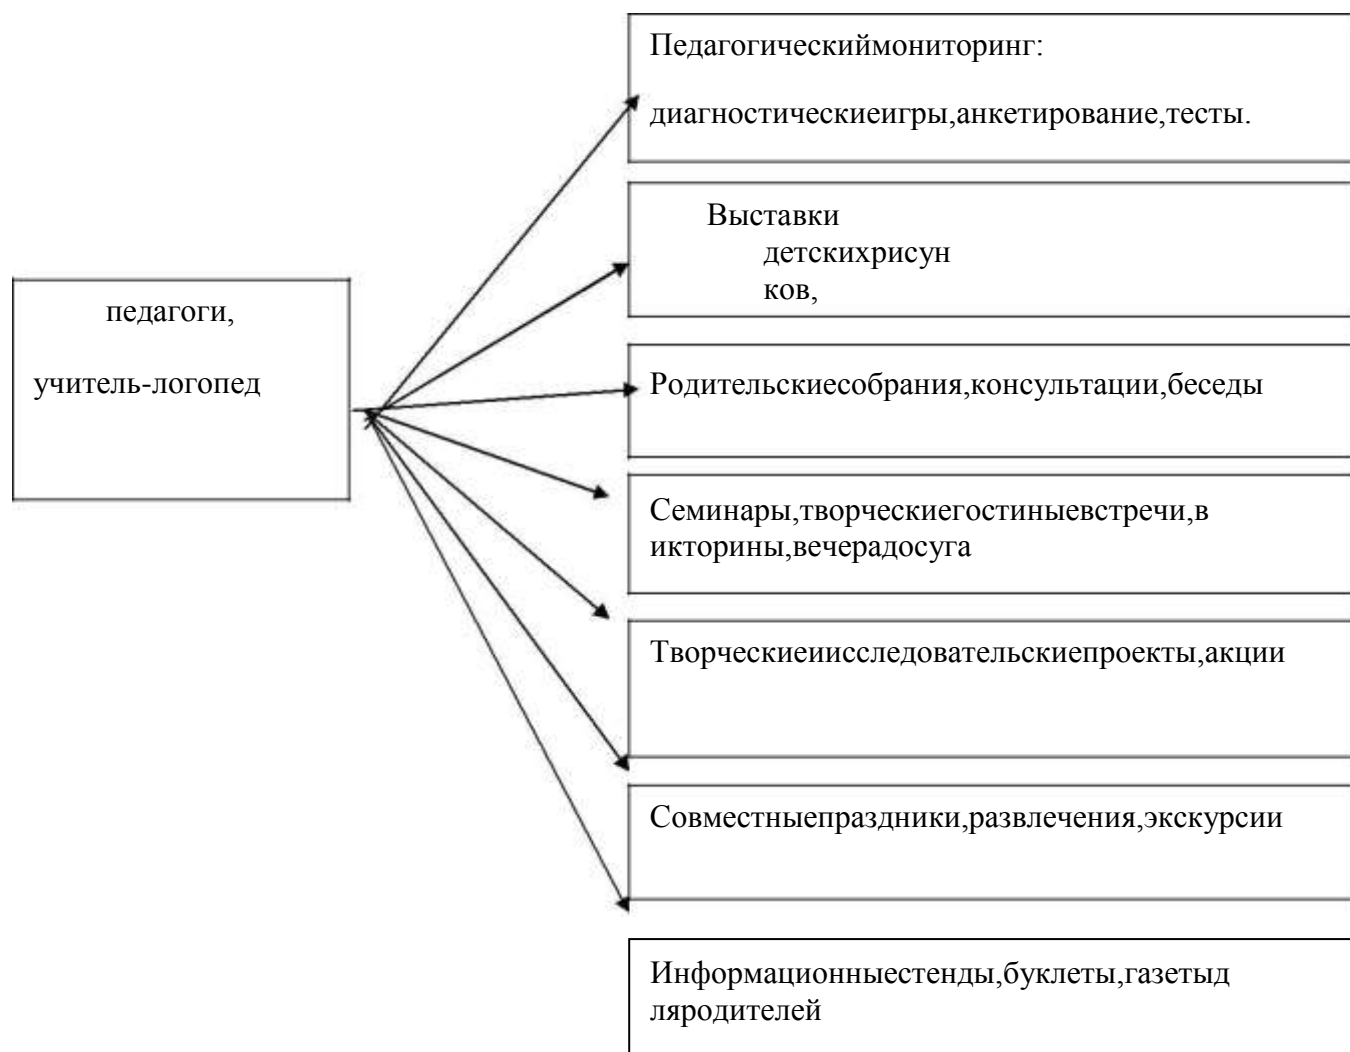 Педагогическиймониторинг:
диагностическиеигры,анкетирование,тесты.
Выставки
детскихрисун
ков,
педагоги,
учитель-логопед
Родительскиесобрания,консультации,беседы
Семинары,творческиегостиныевстречи,в
икторины,вечерадосуга
Творческиеиисследовательскиепроекты,акции
Совместныепраздники,развлечения,экскурсии
Информационныестенды,буклеты,газетыд
ляродителей